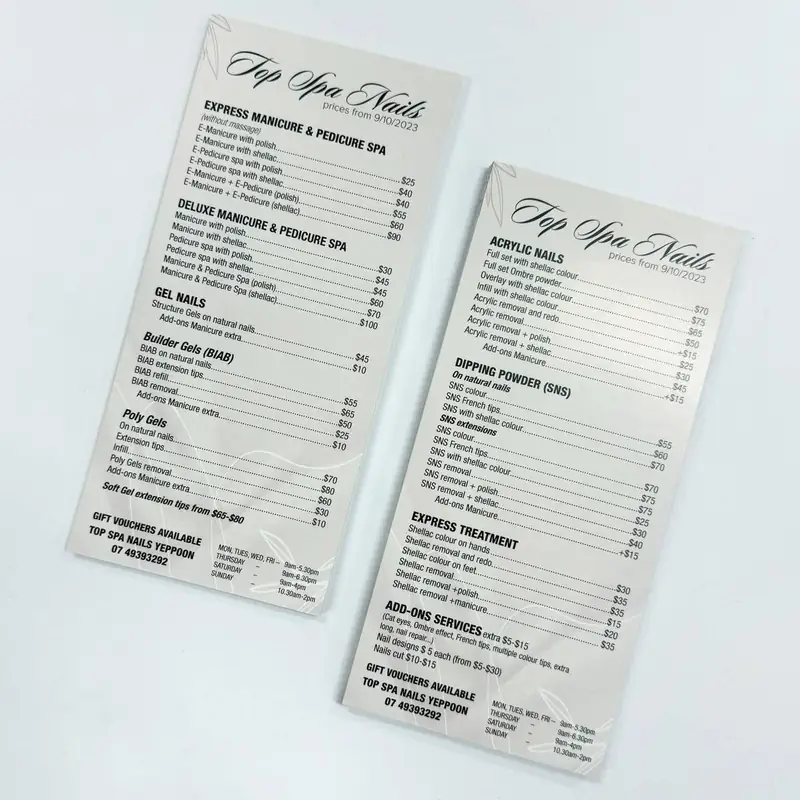 Top Spa Nails
prices from 9/10/2023
EXPRESS MANICURE & PEDICURE SPA
(without massage)
E-Manicure with polish $25
E-Manicure with shellac $40
E-Pedicure spa with polish $40
E-Pedicure spa with shellac $55
E-Manicure + E-Pedicure (polish) $60
E-Manicure + E-Pedicure (shellac) $90
DELUXE MANICURE & PEDICURE SPA
Manicure with polish $30
Manicure with shellac $45
Pedicure spa with polish $45
Pedicure spa with shellac $60
Manicure & Pedicure Spa (polish) $70
Manicure & Pedicure Spa (shellac) $100
GEL NAILS
Structure Gels on natural nails $45
Add-ons Manicure extra $10
Builder Gels (BIAB)
BIAB on natural nails $55
BIAB extension tips $65
BIAB refill $50
BIAB removal $25
Add-ons Manicure extra $10
Poly Gels
On natural nails $70
Extension tips $80
Infill $60
Poly Gels removal $30
Add-ons Manicure extra $10
Soft Gel extension tips from $65-$80
GIFT VOUCHERS AVAILABLE
TOP SPA NAILS YEPPOON
07 49393292
MON, TUES, WED, FRI – 9am-5.30pm
THURSDAY – 9am-6.30pm
SATURDAY – 9am-4pm
SUNDAY – 10.30am-2pm
Top Spa Nails
prices from 9/10/2023
ACRYLIC NAILS
Full set with shellac colour $70
Full set Ombre powder $75
Overlay with shellac colour $65
Infill with shellac colour $50
Acrylic removal and redo +$15
Acrylic removal $25
Acrylic removal + polish $30
Acrylic removal + shellac $45
Add-ons Manicure +$15
DIPPING POWDER (SNS)
On natural nails
SNS colour $55
SNS French tips $60
SNS with shellac colour $70
SNS extensions
SNS colour $70
SNS French tips $75
SNS with shellac colour $75
SNS removal $25
SNS removal + polish $30
SNS removal + shellac $40
Add-ons Manicure +$15
EXPRESS TREATMENT
Shellac colour on hands $30
Shellac removal and redo $35
Shellac colour on feet $35
Shellac removal $15
Shellac removal +polish $20
Shellac removal +manicure $35
ADD-ONS SERVICES extra $5-$15
(Cat eyes, Ombre effect, French tips, multiple colour tips, extra
long, nail repair...)
Nail designs $ 5 each (from $5-$30)
Nails cut $10-$15
GIFT VOUCHERS AVAILABLE
TOP SPA NAILS YEPPOON
07 49393292
MON, TUES, WED, FRI – 9am-5.30pm
THURSDAY – 9am-6.30pm
SATURDAY – 9am-4pm
SUNDAY – 10.30am-2pm